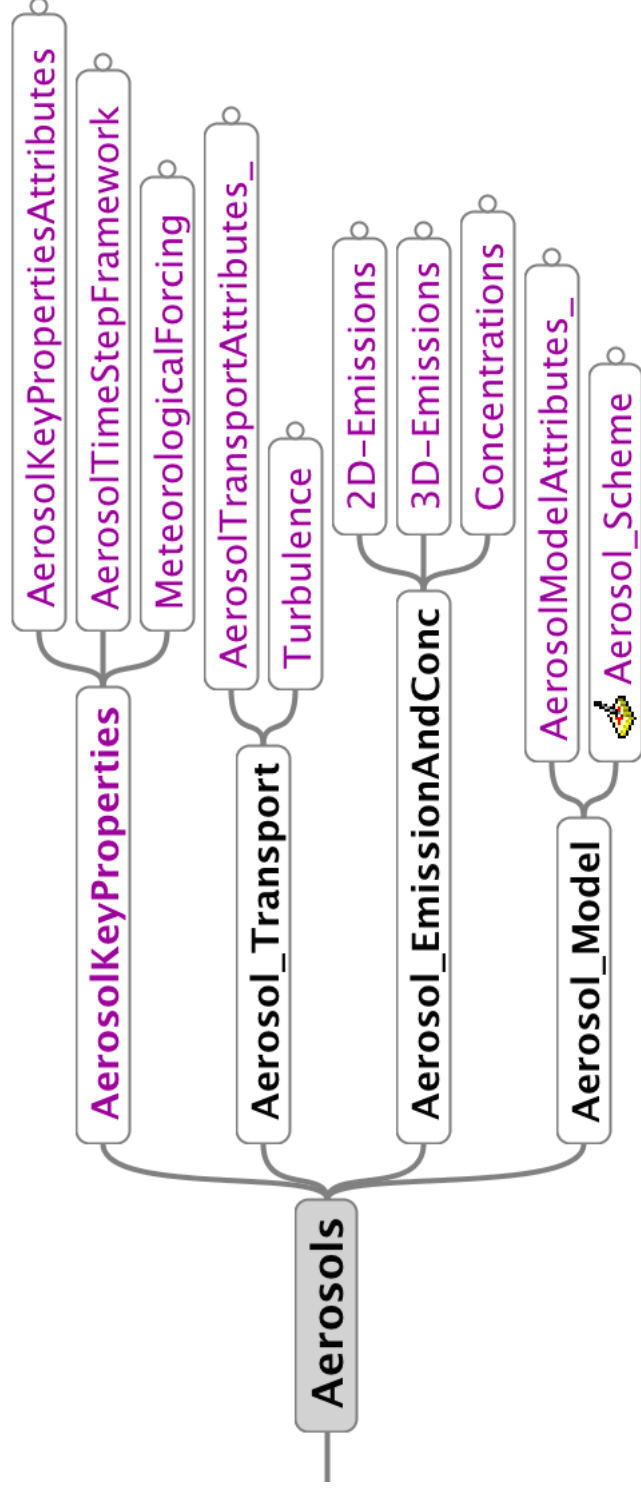 Aerosols
AerosolKeyProperties
AerosolKeyPropertiesAttributes
AerosolTimeStepFramework
MeteorologicalForcing
Aerosol_Transport
AerosolTransportAttributes_
Turbulence
Aerosol_EmissionAndConc
2D-Emissions
3D-Emissions
Concentrations
Aerosol_Model
AerosolModelAttributes_
Aerosol_Scheme